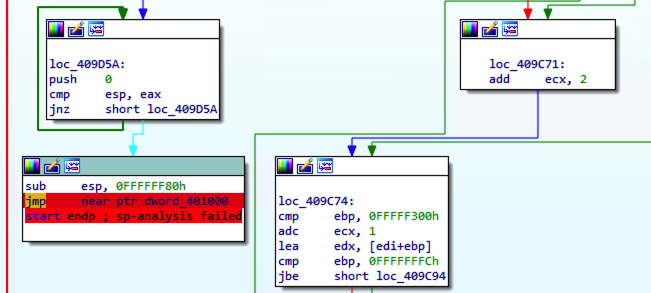 loc_409D5A:
push 0
cmp esp, eax
jnz short loc_409D5A
loc_409C71:
add ecx, 2
sub esp, 0FFFFFF80h
jmp near ptr dword_401000
start endp ; sp-analysis failed
loc_409C74:
cmp ebp, 0FFFFF300h
adc ecx, 1
lea edx, [edi+ebp]
cmp ebp, 0FFFFFFFCh
jbe short loc_409C94